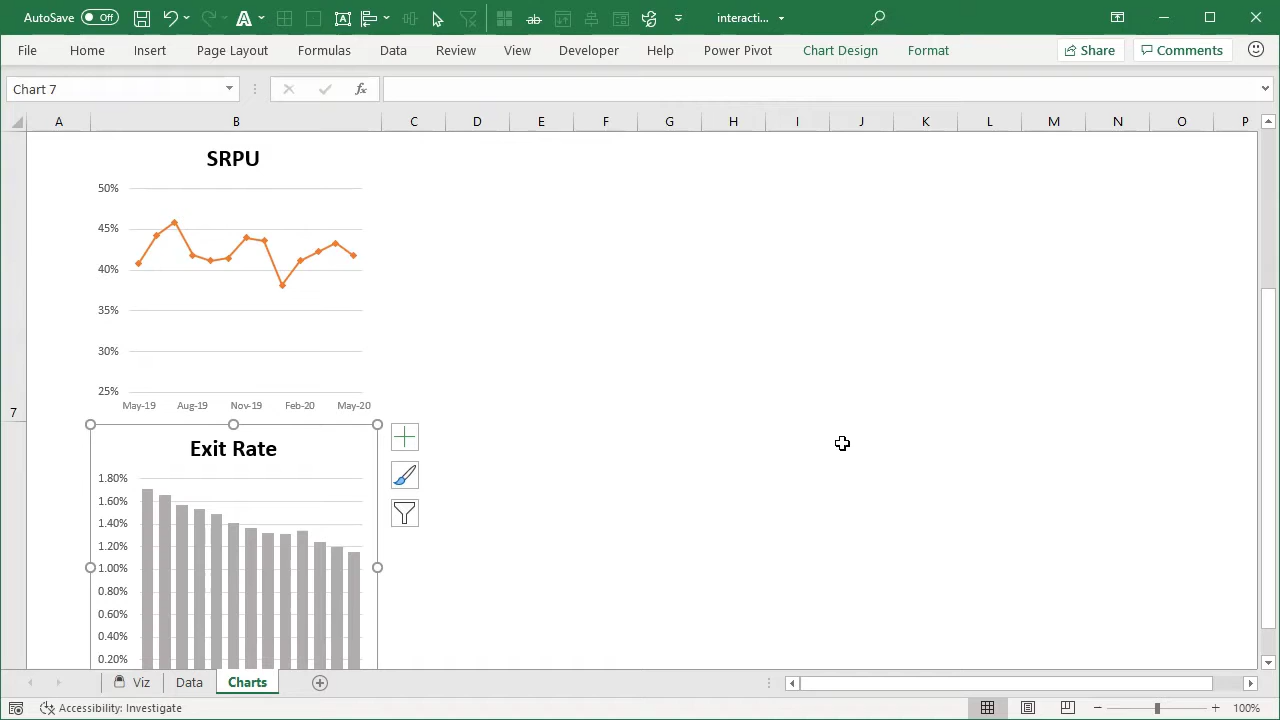 AutoSave Off interacti...
File Home Insert Page Layout Formulas Data Review View Developer Help Power Pivot Chart Design Format Share Comments
Chart 7 fx
A B C D E F G H I J K L M N O P
SRPU
50%
45%
40%
35%
30%
25%
May-19 Aug-19 Nov-19 Feb-20 May-20
7
Exit Rate
1.80%
1.60%
1.40%
1.20%
1.00%
0.80%
0.60%
0.40%
0.20%
Viz Data Charts
Accessibility: Investigate 100%